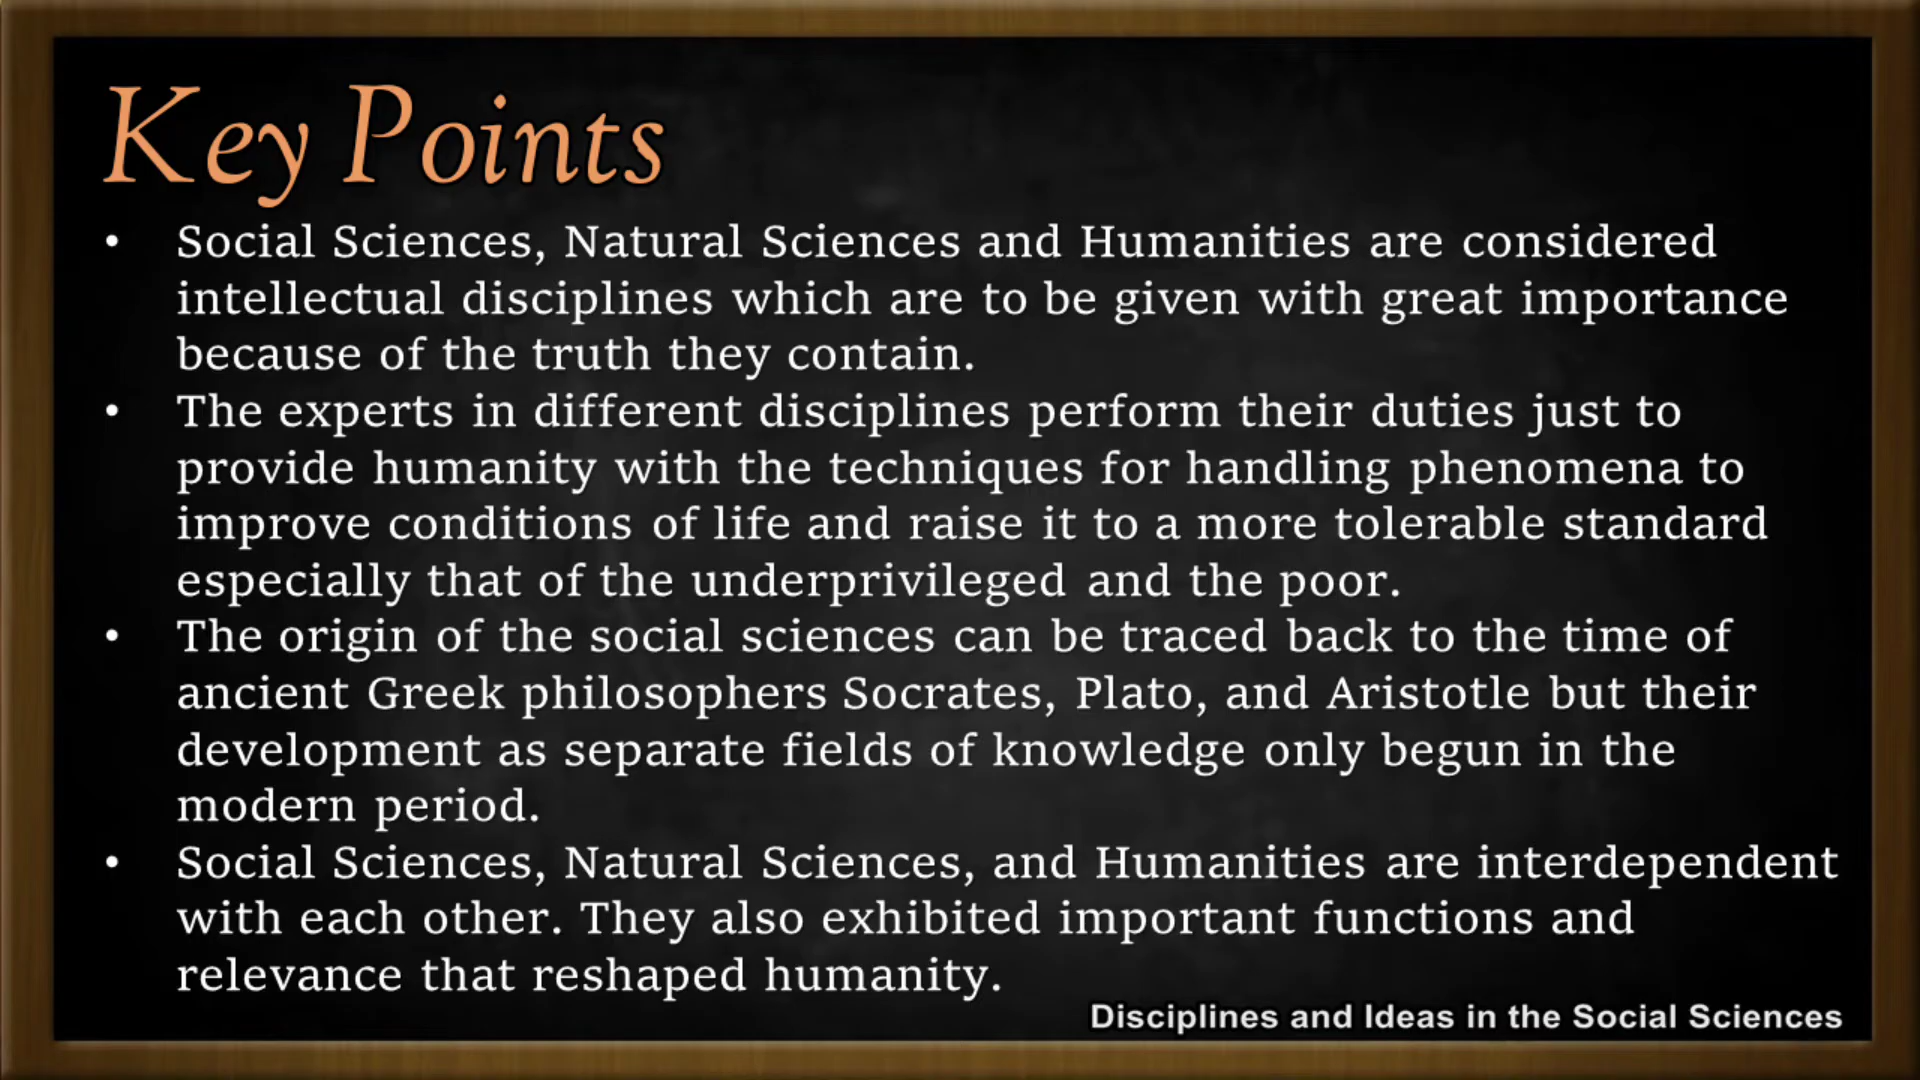 Key Points
• Social Sciences, Natural Sciences and Humanities are considered
intellectual disciplines which are to be given with great importance
because of the truth they contain.
• The experts in different disciplines perform their duties just to
provide humanity with the techniques for handling phenomena to
improve conditions of life and raise it to a more tolerable standard
especially that of the underprivileged and the poor.
• The origin of the social sciences can be traced back to the time of
ancient Greek philosophers Socrates, Plato, and Aristotle but their
development as separate fields of knowledge only begun in the
modern period.
• Social Sciences, Natural Sciences, and Humanities are interdependent
with each other. They also exhibited important functions and
relevance that reshaped humanity.
Disciplines and Ideas in the Social Sciences